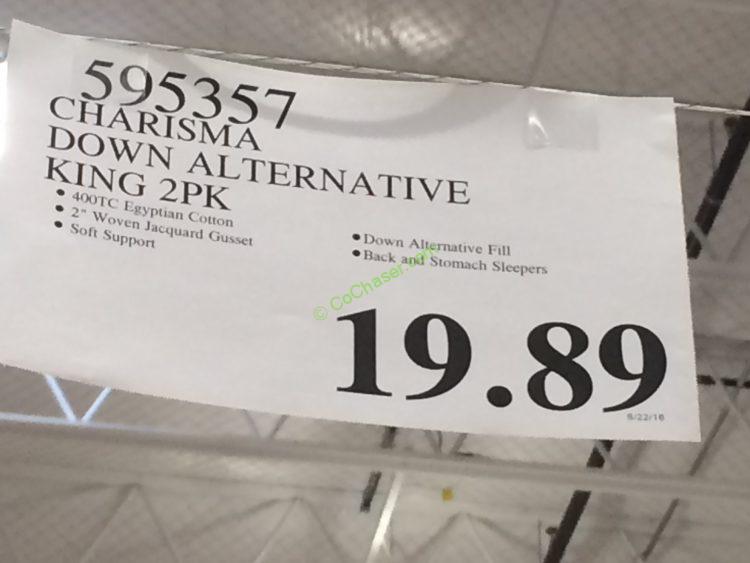 595357
CHARISMA
DOWN ALTERNATIVE
KING 2PK
• 400TC Egyptian Cotton
• 2" Woven Jacquard Gusset
• Soft Support
• Down Alternative Fill
• Back and Stomach Sleepers
© CoChaser.com
19.89
6/22/16